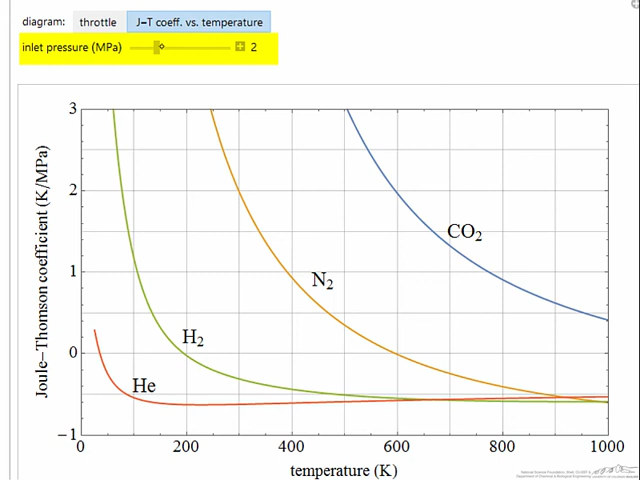 diagram: throttle J-T coeff. vs. temperature
inlet pressure (MPa) 2
3
2
1
0
-1
Joule-Thomson coefficient (K/MPa)
CO2
N2
H2
He
0 200 400 600 800 1000
temperature (K)